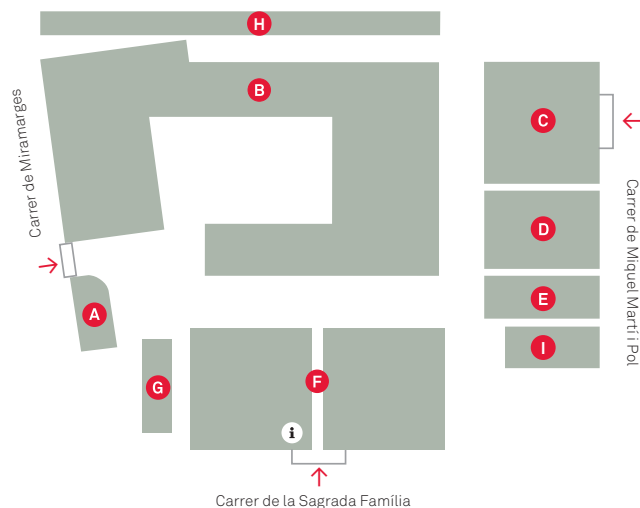 H
B
C
Carrer de Miramarges
Carrer de Miquel Martí i Pol
D
E
A
I
G
F
i
Carrer de la Sagrada Família